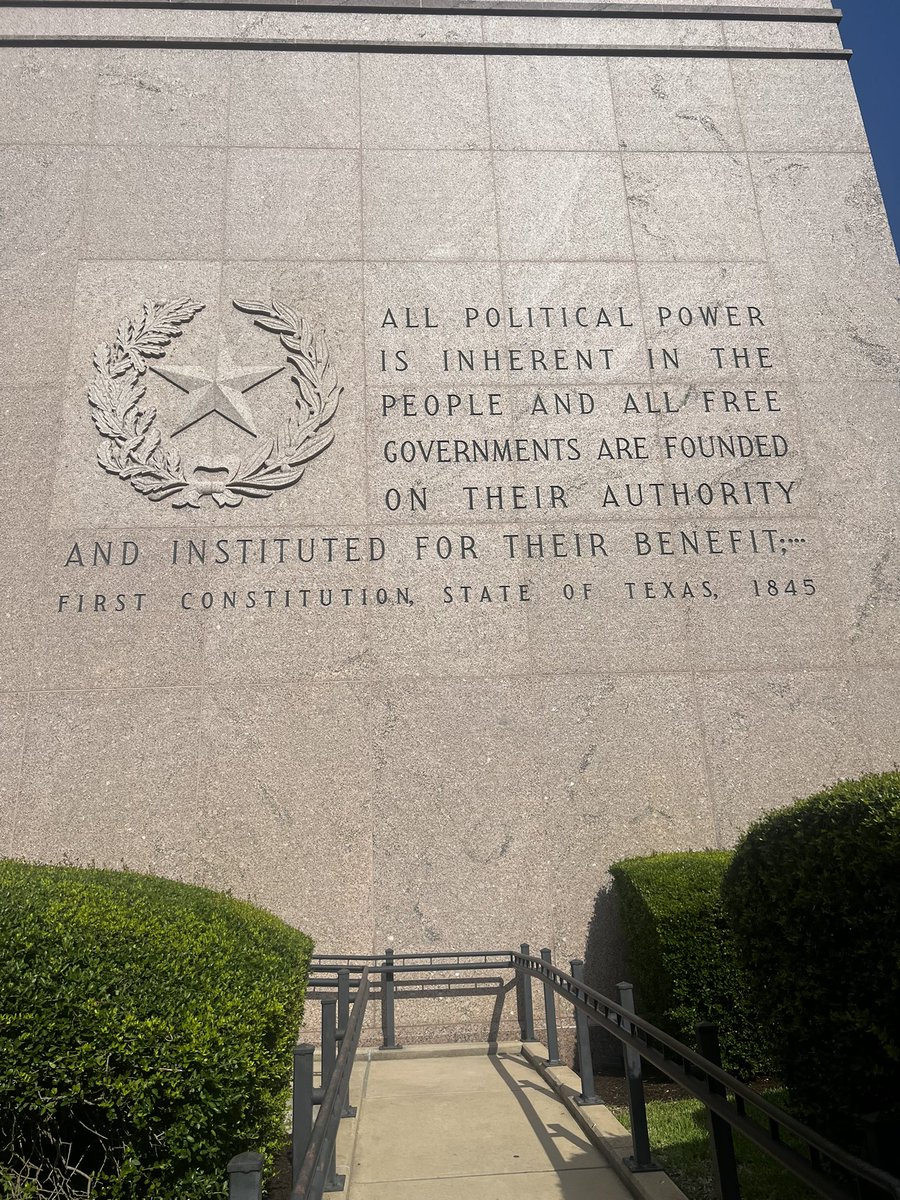 ALL POLITICAL POWER
IS INHERENT IN THE
PEOPLE AND ALL FREE
GOVERNMENTS ARE FOUNDED
ON THEIR AUTHORITY
AND INSTITUTED FOR THEIR BENEFIT;...
FIRST CONSTITUTION, STATE OF TEXAS, 1845